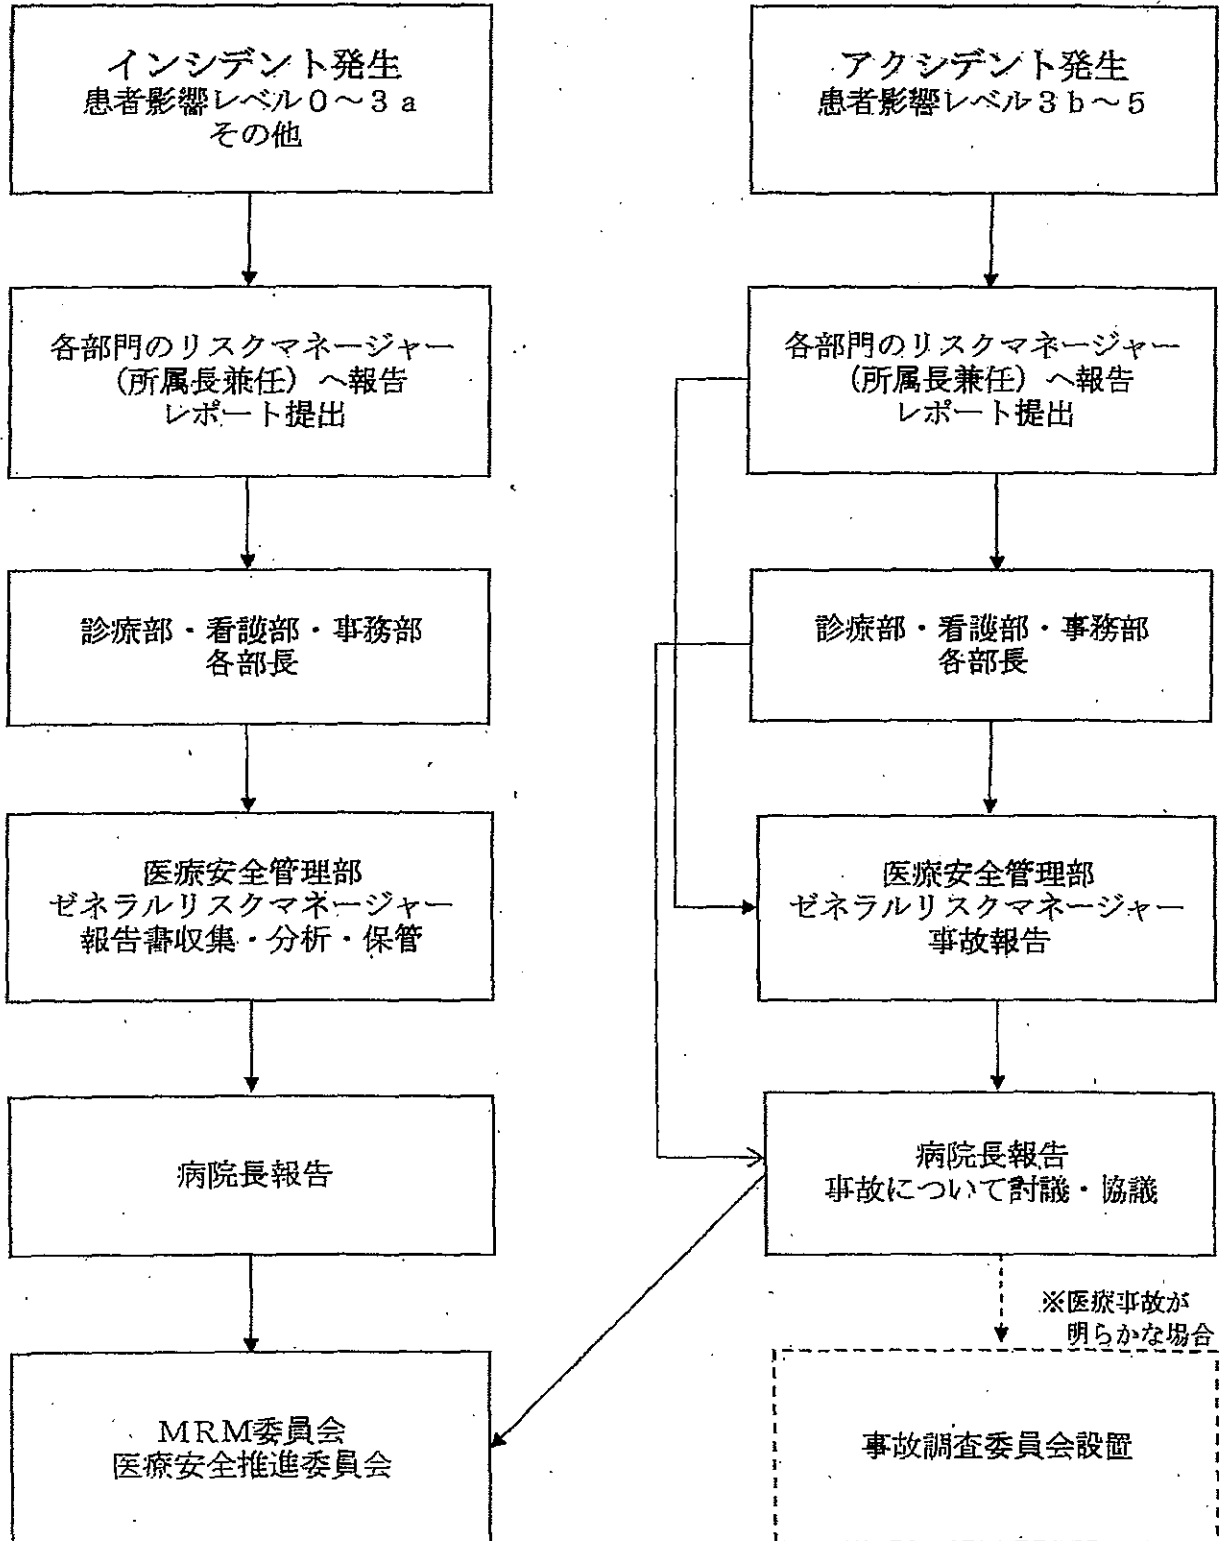 インシデント発生
患者影響レベル０～３ａ
その他
各部門のリスクマネージャー
（所属長兼任）へ報告
レポート提出
診療部・看護部・事務部
各部長
医療安全管理部
ゼネラルリスクマネージャー
報告書収集・分析・保管
病院長報告
ＭＲＭ委員会
医療安全推進委員会
アクシデント発生
患者影響レベル３ｂ～５
各部門のリスクマネージャー
（所属長兼任）へ報告
レポート提出
診療部・看護部・事務部
各部長
医療安全管理部
ゼネラルリスクマネージャー
事故報告
病院長報告
事故について討議・協議
※医療事故が
明らかな場合
事故調査委員会設置